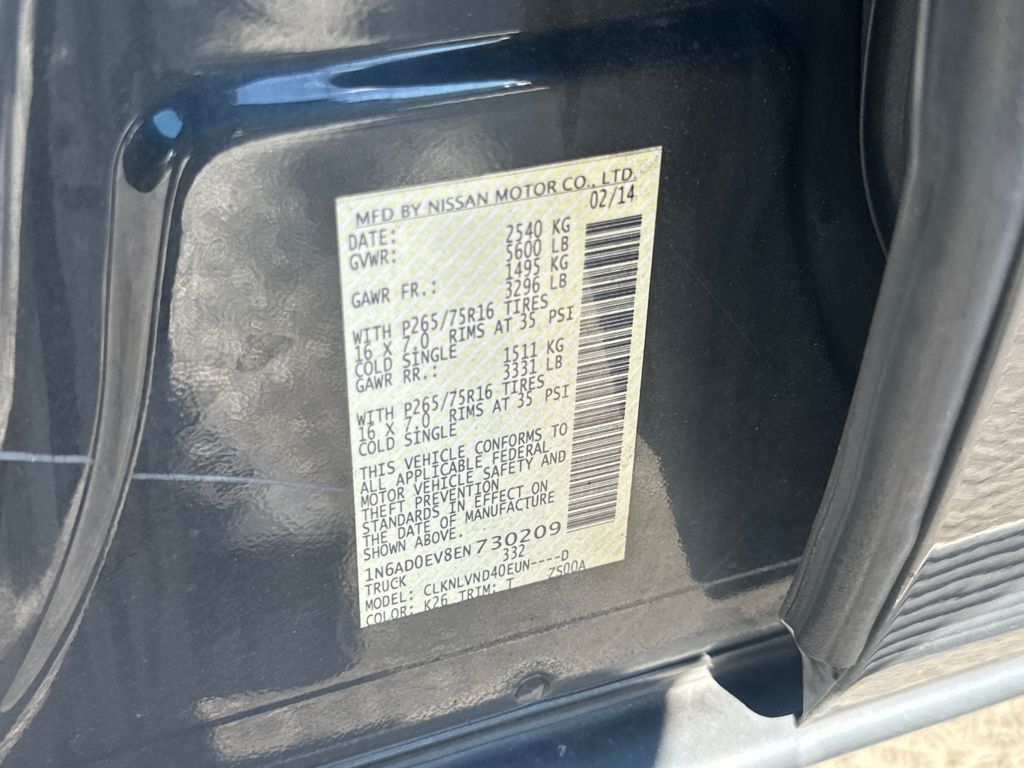 MFD BY NISSAN MOTOR CO., LTD.
DATE: 02/14
GVWR: 2540 KG
5600 LB
GAWR FR.: 1495 KG
3296 LB
WITH P265/75R16 TIRES
16 X 7.0 RIMS AT 35 PSI
COLD SINGLE
GAWR RR.: 1511 KG
3331 LB
WITH P265/75R16 TIRES
16 X 7.0 RIMS AT 35 PSI
COLD SINGLE
THIS VEHICLE CONFORMS TO
ALL APPLICABLE FEDERAL
MOTOR VEHICLE SAFETY AND
THEFT PREVENTION
STANDARDS IN EFFECT ON
THE DATE OF MANUFACTURE
SHOWN ABOVE.
1N6AD0EV8EN730209
TRUCK 332
MODEL: CLKNLVND40EUN----D
COLOR: K26 TRIM: T ZS00A